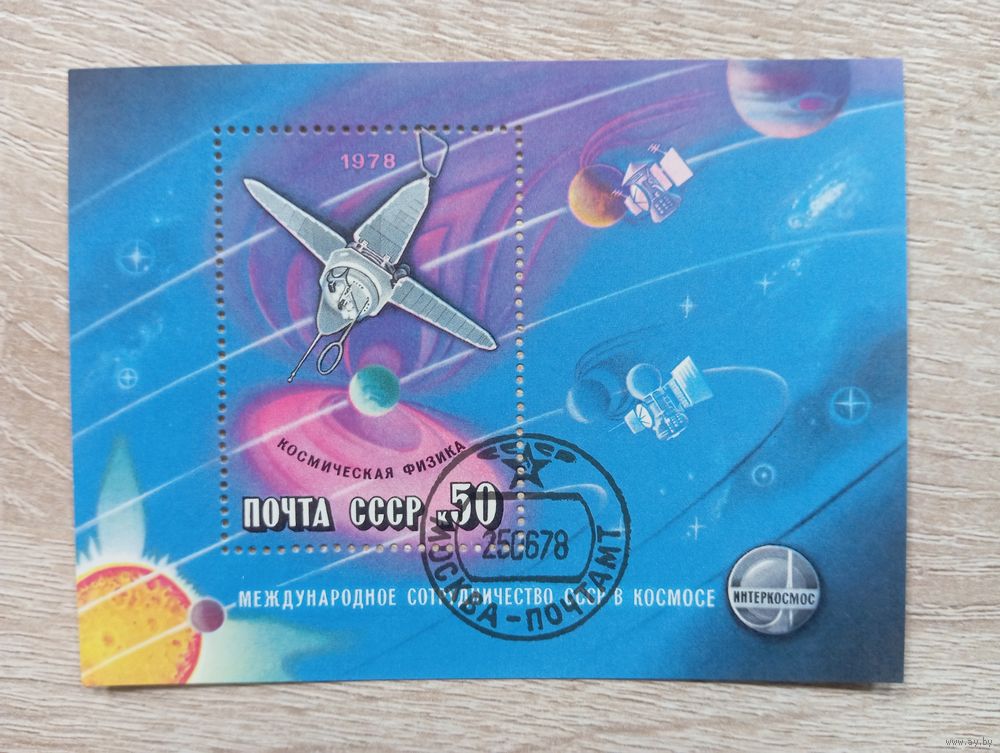 1978
КОСМИЧЕСКАЯ ФИЗИКА
ПОЧТА СССР к50
СССР
250678
МОСКВА-ПОЧТАМТ
МЕЖДУНАРОДНОЕ СОТРУДНИЧЕСТВО СССР В КОСМОСЕ
ИНТЕРКОСМОС
www.ay.by